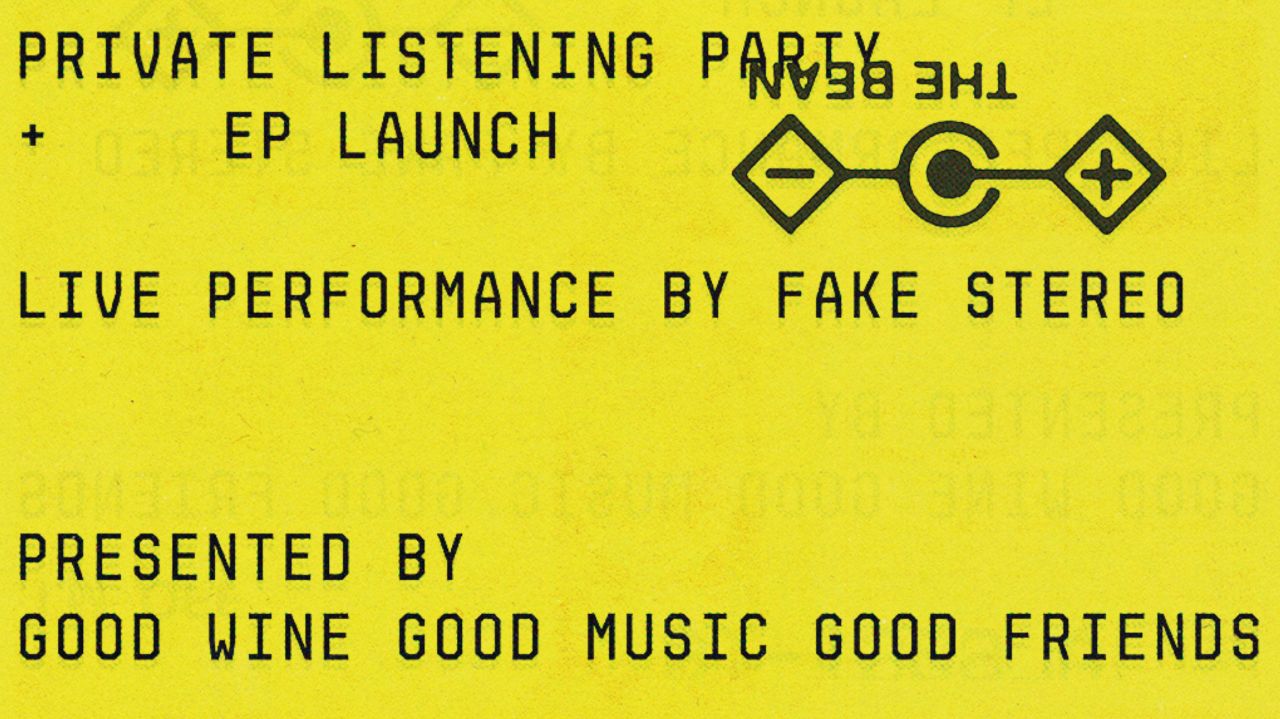 PRIVATE LISTENING PARTY
THE BEAN
+ EP LAUNCH
LIVE PERFORMANCE BY FAKE STEREO
PRESENTED BY
GOOD WINE GOOD MUSIC GOOD FRIENDS